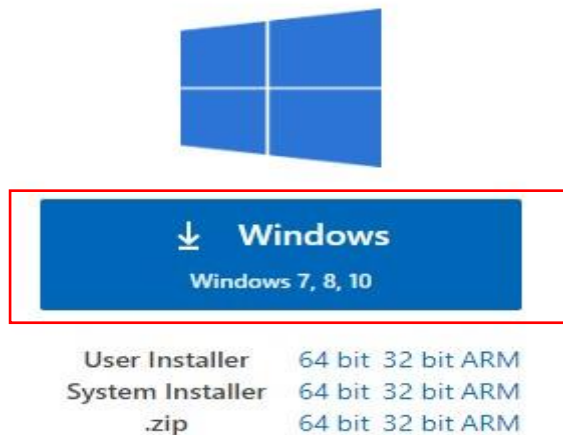 Windows
Windows 7, 8, 10
User Installer 64 bit 32 bit ARM
System Installer 64 bit 32 bit ARM
.zip 64 bit 32 bit ARM